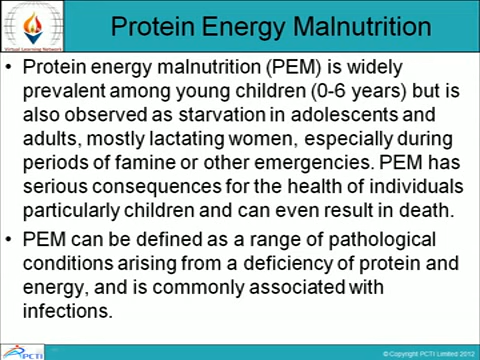 Protein Energy Malnutrition
Virtual Learning Network
• Protein energy malnutrition (PEM) is widely
prevalent among young children (0-6 years) but is
also observed as starvation in adolescents and
adults, mostly lactating women, especially during
periods of famine or other emergencies. PEM has
serious consequences for the health of individuals
particularly children and can even result in death.
• PEM can be defined as a range of pathological
conditions arising from a deficiency of protein and
energy, and is commonly associated with
infections.
PCTI
© Copyright PCTI Limited 2012